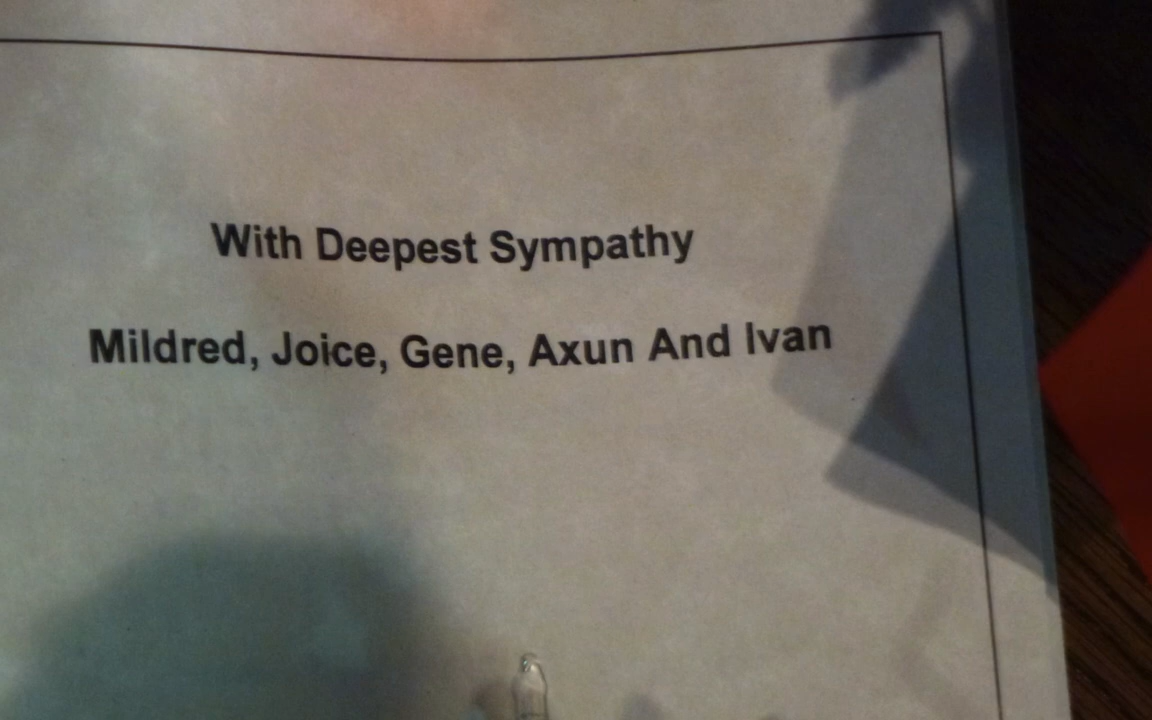 With Deepest Sympathy
Mildred, Joice, Gene, Axun And Ivan